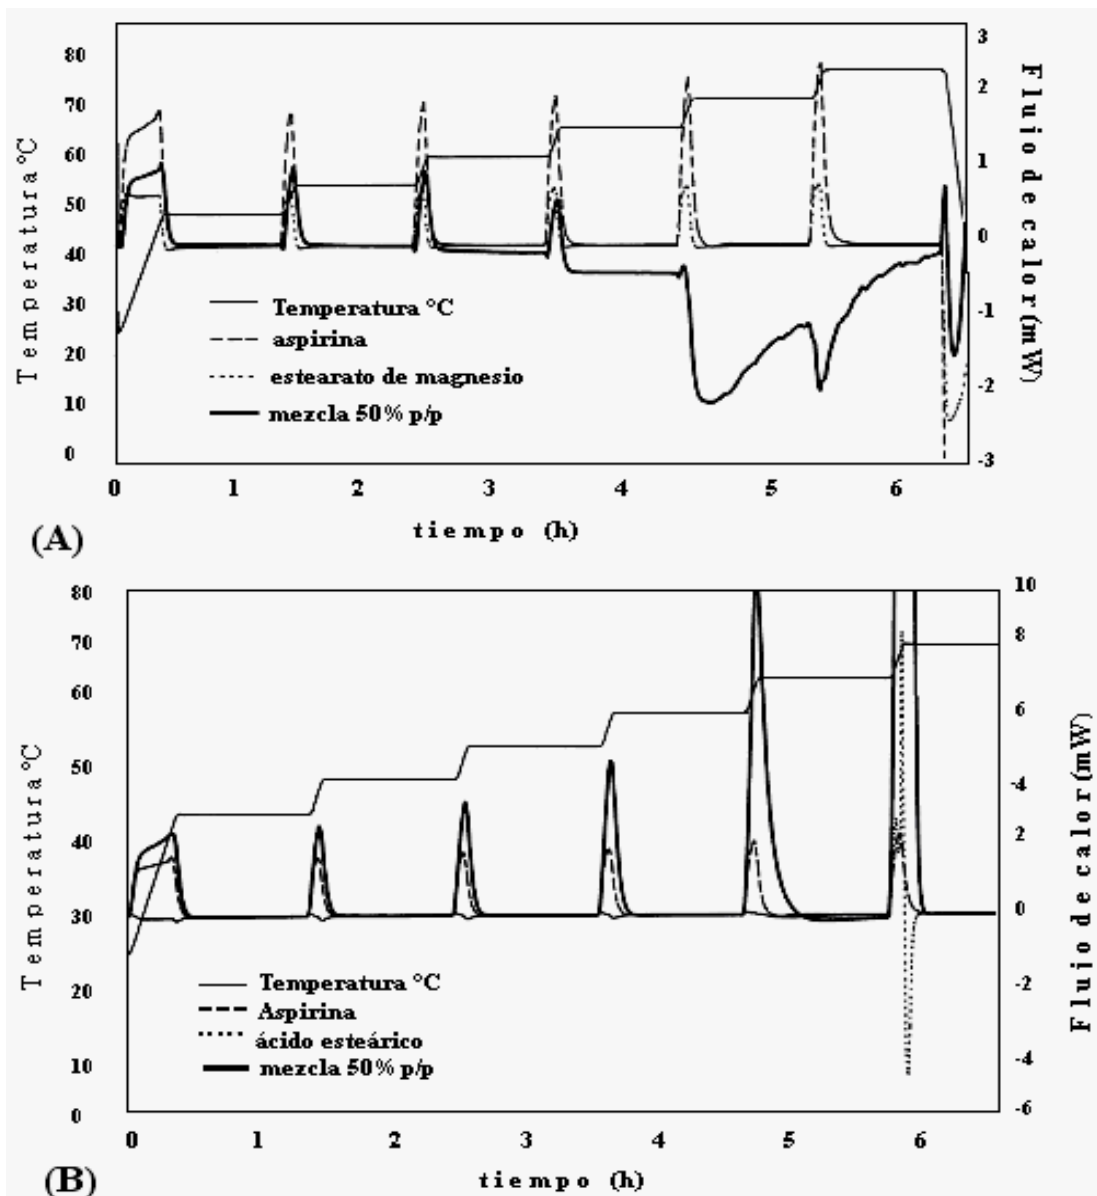 80
70
60
50
40
30
20
10
0
Temperatura °C
3
2
1
0
-1
-2
-3
Flujo de calor (mW)
Temperatura °C
aspirina
estearato de magnesio
mezcla 50% p/p
0 1 2 3 4 5 6
tiempo (h)
(A)
80
70
60
50
40
30
20
10
0
Temperatura °C
10
8
6
-4
2
0
-2
-4
-6
Flujo de calor (mW)
Temperatura °C
Aspirina
ácido esteárico
mezcla 50% p/p
0 1 2 3 4 5 6
tiempo (h)
(B)